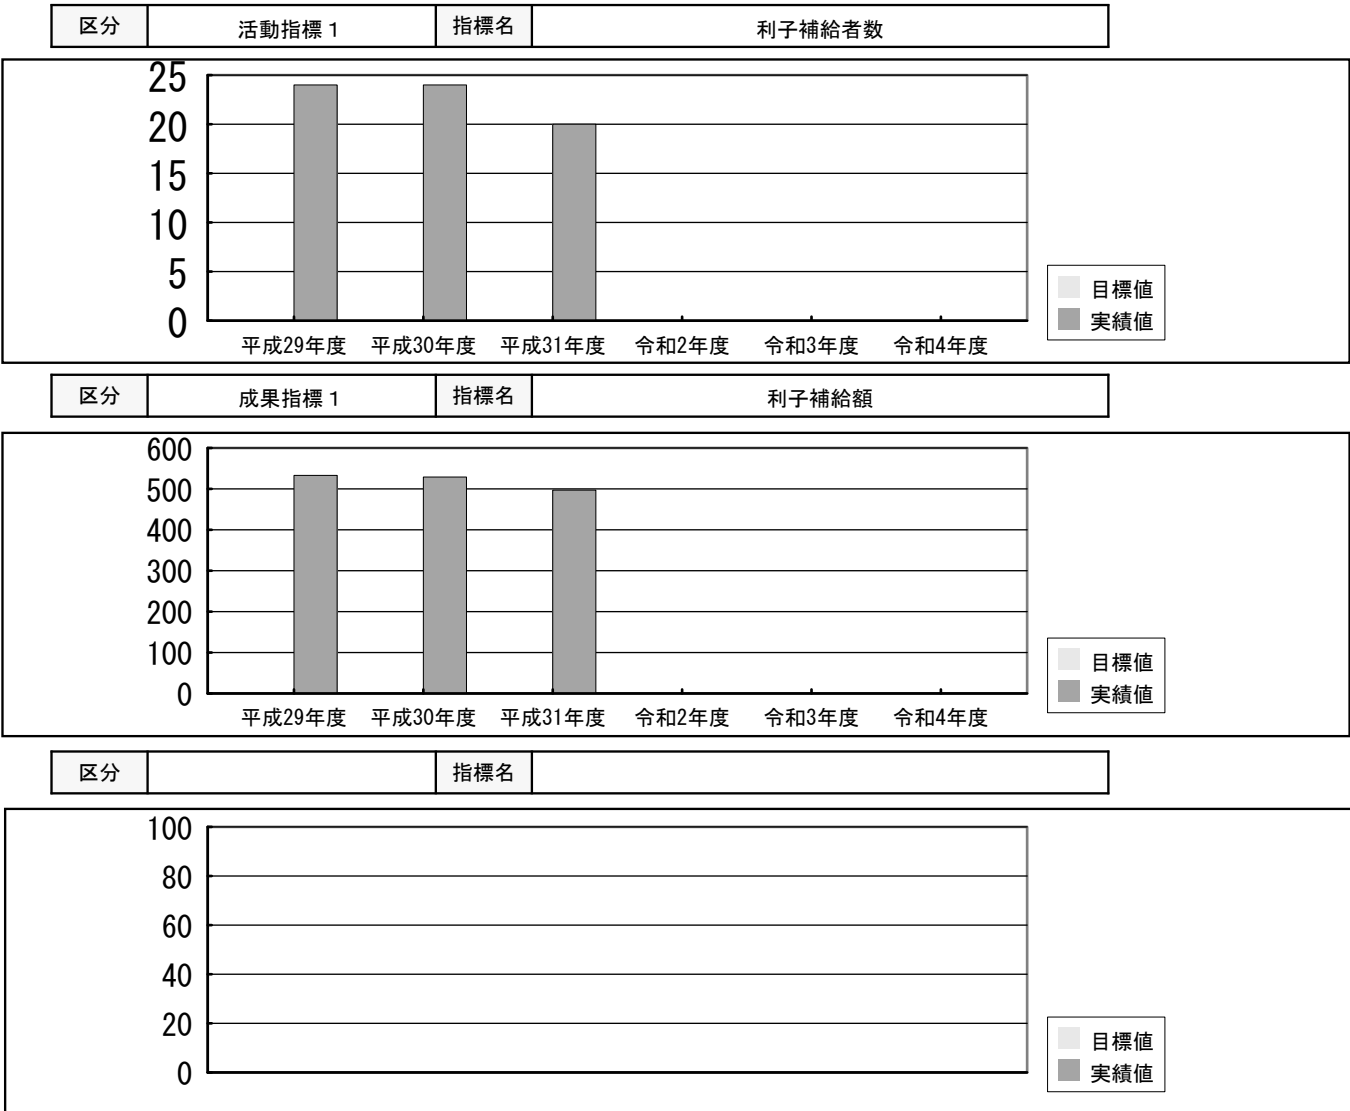 区分 活動指標１ 指標名 利子補給者数
25
20
15
10
5
0
平成29年度 平成30年度 平成31年度 令和2年度 令和3年度 令和4年度
目標値
実績値
区分 成果指標１ 指標名 利子補給額
600
500
400
300
200
100
0
平成29年度 平成30年度 平成31年度 令和2年度 令和3年度 令和4年度
目標値
実績値
区分 指標名
100
80
60
40
20
0
目標値
実績値